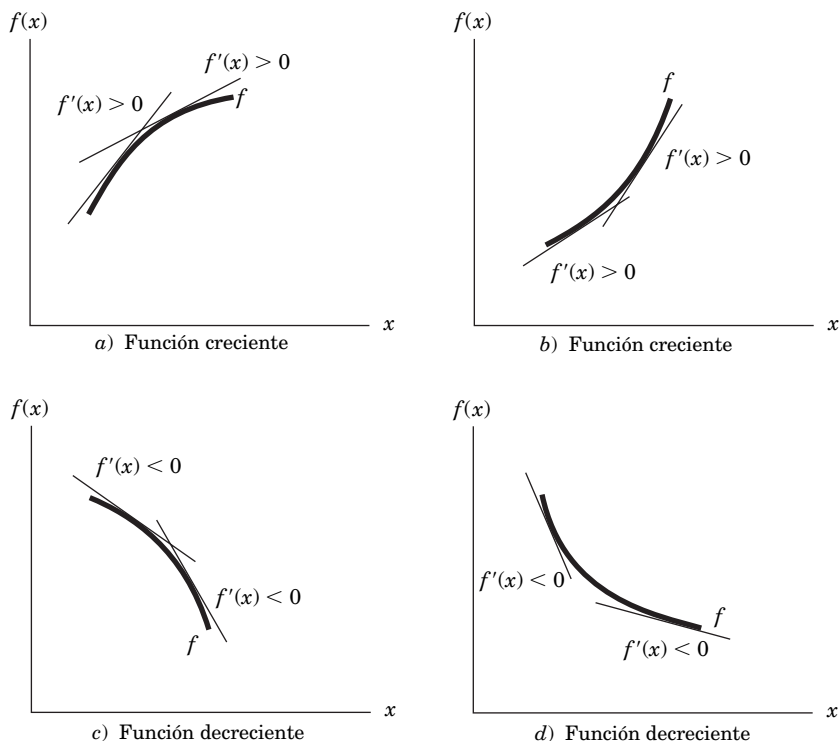 f(x)
f'(x) > 0
f'(x) > 0
f
x
a) Función creciente
f(x)
f
f'(x) > 0
f'(x) > 0
x
b) Función creciente
f(x)
f'(x) < 0
f'(x) < 0
f
x
c) Función decreciente
f(x)
f'(x) < 0
f
f'(x) < 0
x
d) Función decreciente